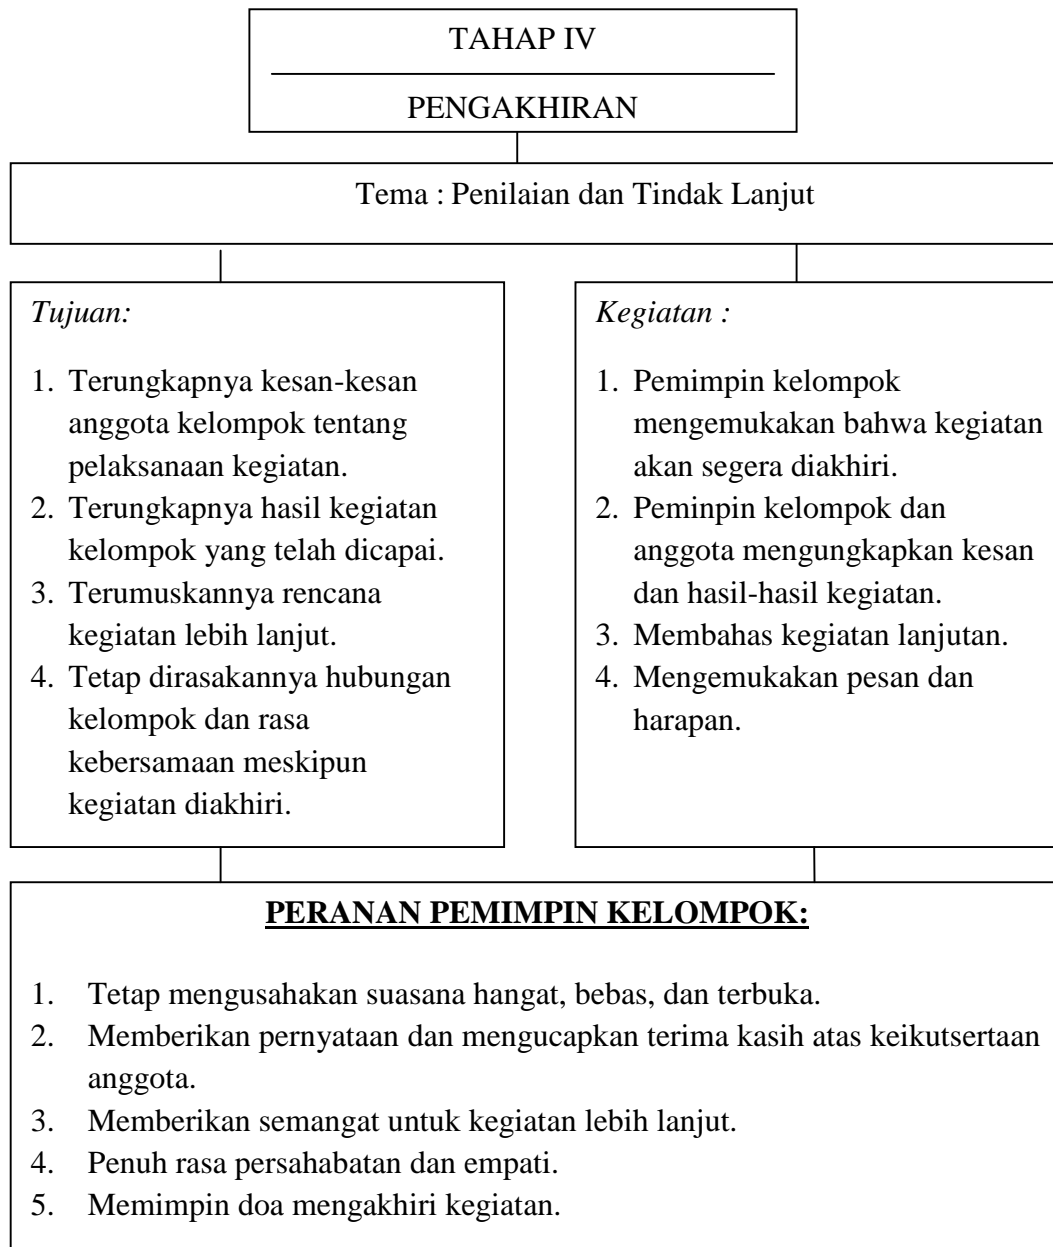 TAHAP IV
PENGAKHIRAN
Tema : Penilaian dan Tindak Lanjut
Tujuan:
1. Terungkapnya kesan-kesan
anggota kelompok tentang
pelaksanaan kegiatan.
2. Terungkapnya hasil kegiatan
kelompok yang telah dicapai.
3. Terumuskannya rencana
kegiatan lebih lanjut.
4. Tetap dirasakannya hubungan
kelompok dan rasa
kebersamaan meskipun
kegiatan diakhiri.
Kegiatan :
1. Pemimpin kelompok
mengemukakan bahwa kegiatan
akan segera diakhiri.
2. Peminpin kelompok dan
anggota mengungkapkan kesan
dan hasil-hasil kegiatan.
3. Membahas kegiatan lanjutan.
4. Mengemukakan pesan dan
harapan.
PERANAN PEMIMPIN KELOMPOK:
1. Tetap mengusahakan suasana hangat, bebas, dan terbuka.
2. Memberikan pernyataan dan mengucapkan terima kasih atas keikutsertaan
anggota.
3. Memberikan semangat untuk kegiatan lebih lanjut.
4. Penuh rasa persahabatan dan empati.
5. Memimpin doa mengakhiri kegiatan.